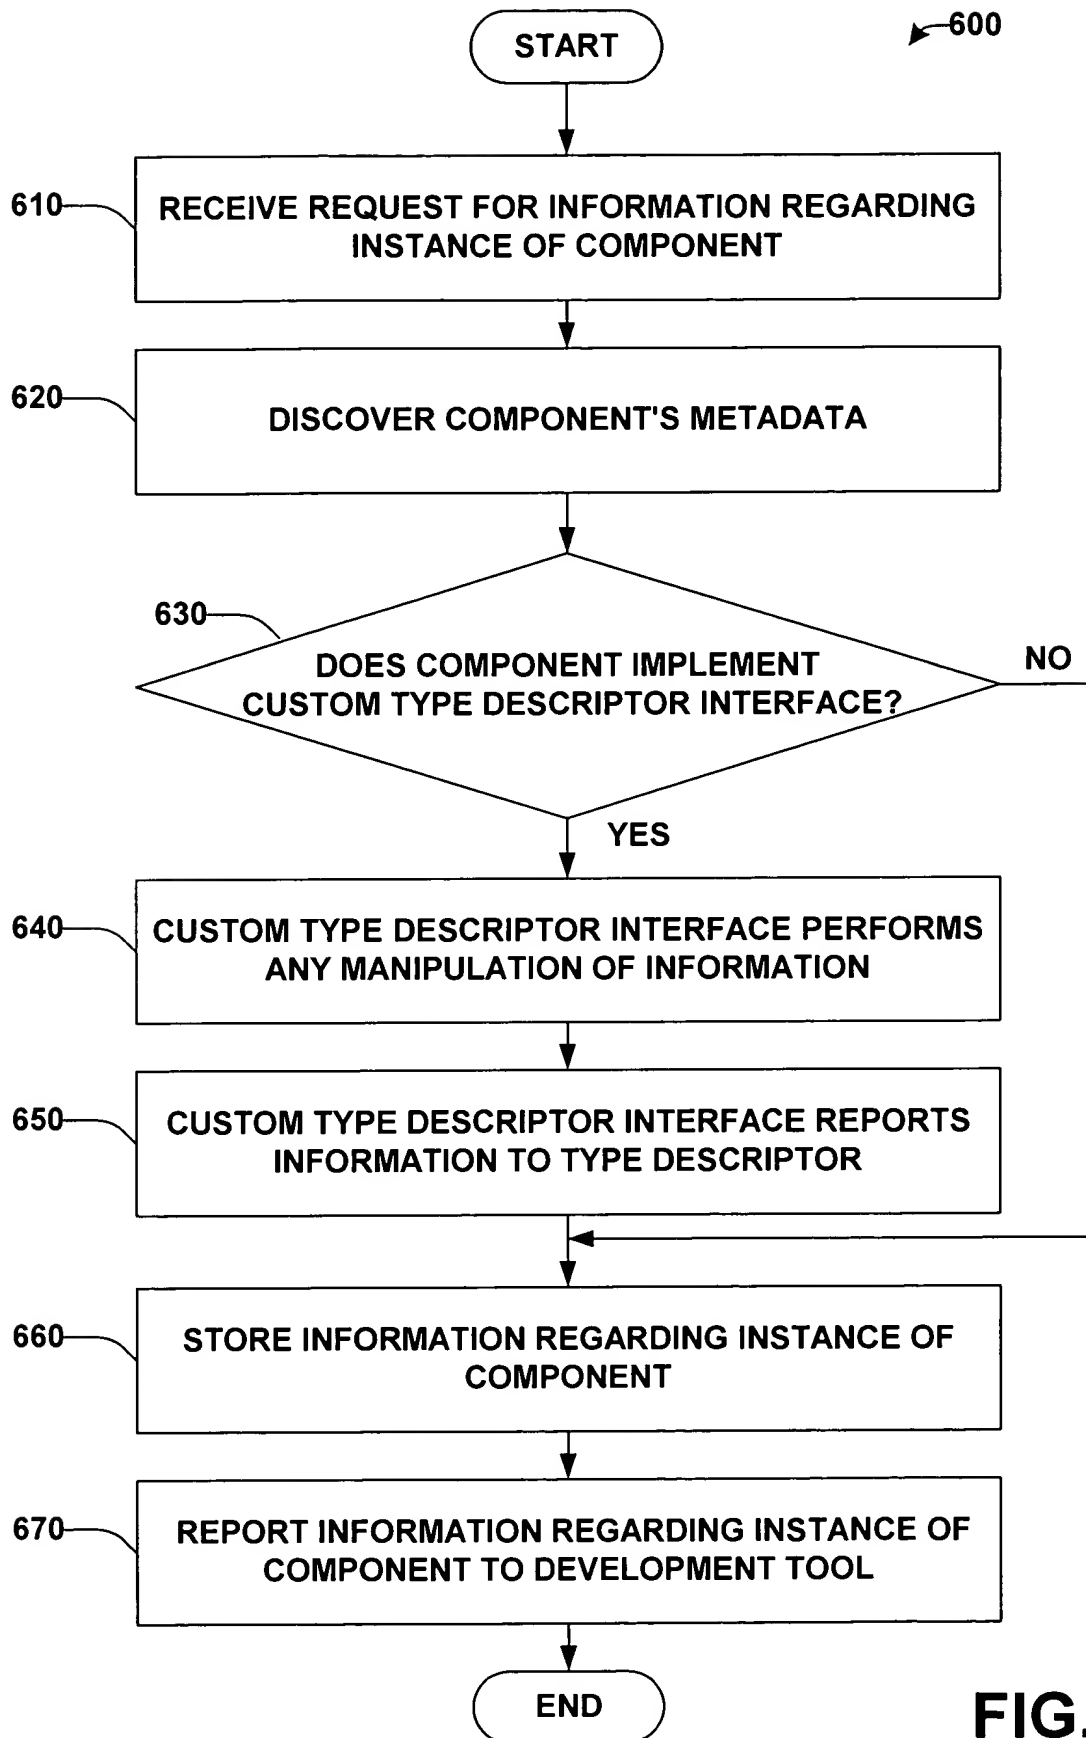 START
600
610
RECEIVE REQUEST FOR INFORMATION REGARDING
INSTANCE OF COMPONENT
620
DISCOVER COMPONENT'S METADATA
630
DOES COMPONENT IMPLEMENT
CUSTOM TYPE DESCRIPTOR INTERFACE?
NO
YES
640
CUSTOM TYPE DESCRIPTOR INTERFACE PERFORMS
ANY MANIPULATION OF INFORMATION
650
CUSTOM TYPE DESCRIPTOR INTERFACE REPORTS
INFORMATION TO TYPE DESCRIPTOR
660
STORE INFORMATION REGARDING INSTANCE OF
COMPONENT
670
REPORT INFORMATION REGARDING INSTANCE OF
COMPONENT TO DEVELOPMENT TOOL
END
FIG.